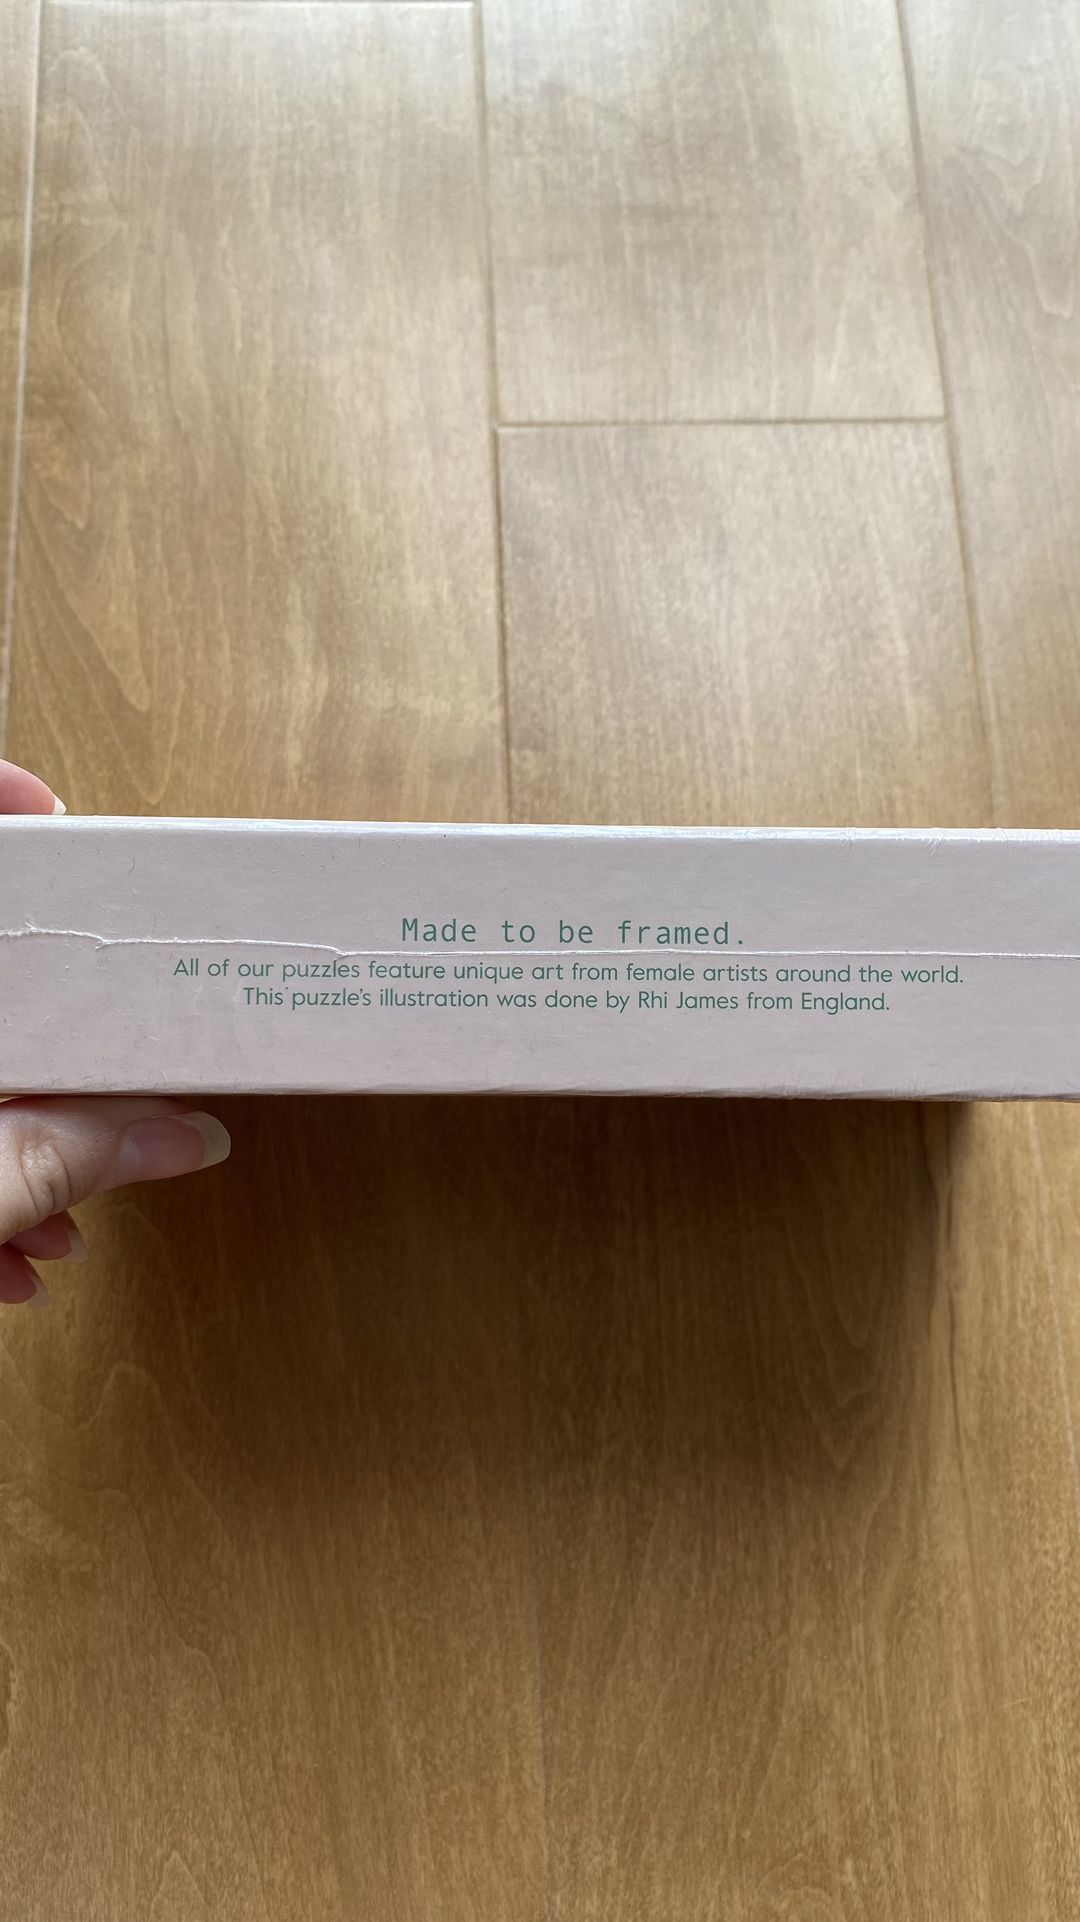 Made to be framed.
All of our puzzles feature unique art from female artists around the world.
This puzzle's illustration was done by Rhi James from England.